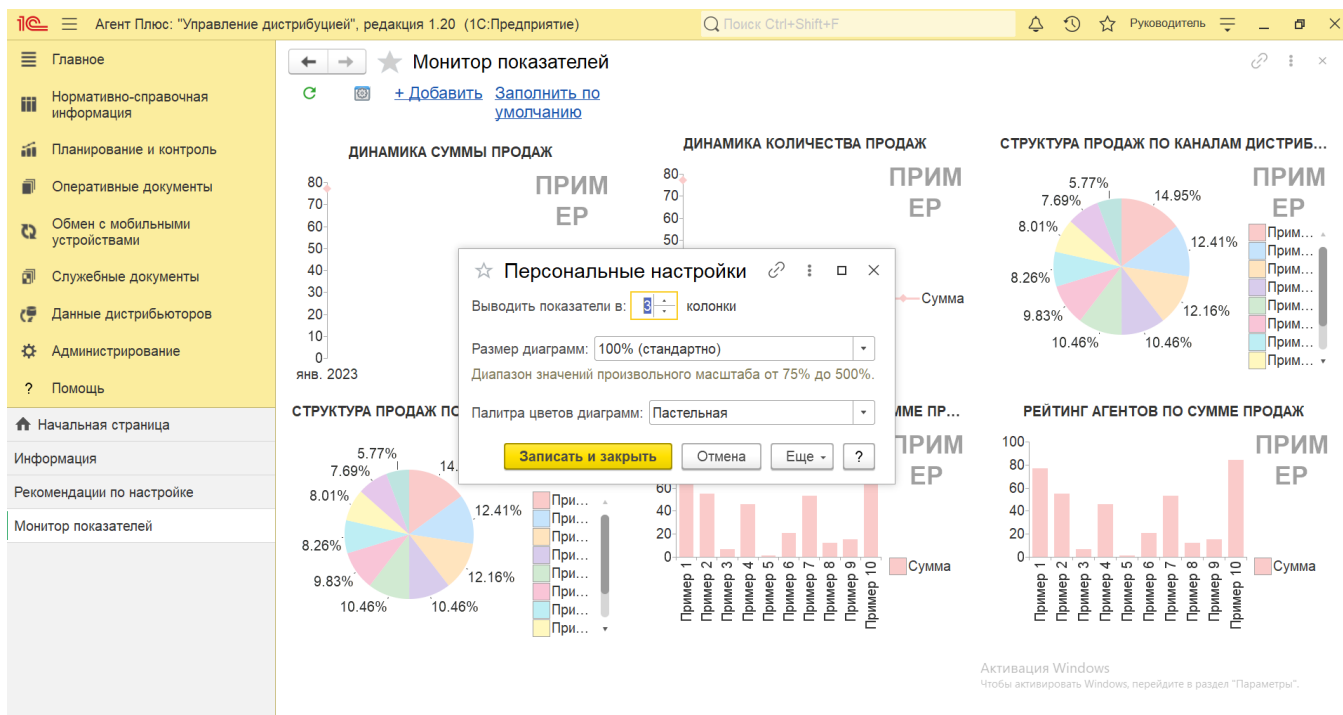 Агент Плюс: "Управление дистрибуцией", редакция 1.20 (1С:Предприятие)
Поиск Ctrl+Shift+F
Руководитель
Главное
Нормативно-справочная
информация
Планирование и контроль
Оперативные документы
Обмен с мобильными
устройствами
Служебные документы
Данные дистрибьюторов
Администрирование
? Помощь
Начальная страница
Информация
Рекомендации по настройке
Монитор показателей
Монитор показателей
+ Добавить
Заполнить по
умолчанию
ДИНАМИКА СУММЫ ПРОДАЖ
ПРИМ
ЕР
80
70
60
50
40
30
20
10
0
янв. 2023
ДИНАМИКА КОЛИЧЕСТВА ПРОДАЖ
ПРИМ
ЕР
80
70
60
50
Сумма
СТРУКТУРА ПРОДАЖ ПО КАНАЛАМ ДИСТРИБ...
ПРИМ
ЕР
5.77%
14.95%
7.69%
8.01%
12.41%
8.26%
12.16%
9.83%
10.46%
10.46%
Прим...
Прим...
Прим...
Прим...
Прим...
Прим...
Прим...
Прим...
Персональные настройки
Выводить показатели в: 3 колонки
Размер диаграмм: 100% (стандартно)
Диапазон значений произвольного масштаба от 75% до 500%.
Палитра цветов диаграмм: Пастельная
Записать и закрыть
Отмена
Еще
?
СТРУКТУРА ПРОДАЖ ПО
5.77%
14.
7.69%
8.01%
12.41%
8.26%
12.16%
9.83%
10.46%
10.46%
При...
При...
При...
При...
При...
При...
При...
При...
ММЕ ПР...
ПРИМ
ЕР
60
40
20
0
Пример 1
Пример 2
Пример 3
Пример 4
Пример 5
Пример 6
Пример 7
Пример 8
Пример 9
Пример 10
Сумма
РЕЙТИНГ АГЕНТОВ ПО СУММЕ ПРОДАЖ
ПРИМ
ЕР
100
80
60
40
20
0
Пример 1
Пример 2
Пример 3
Пример 4
Пример 5
Пример 6
Пример 7
Пример 8
Пример 9
Пример 10
Сумма
Активация Windows
Чтобы активировать Windows, перейдите в раздел "Параметры".